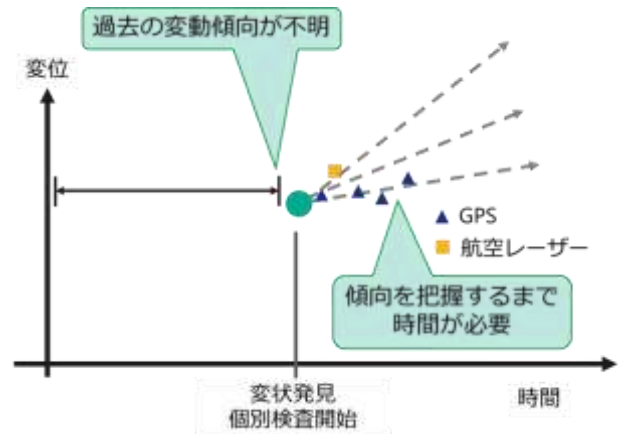 過去の変動傾向が不明
変位
GPS
航空レーザー
傾向を把握するまで
時間が必要
変状発見
個別検査開始
時間